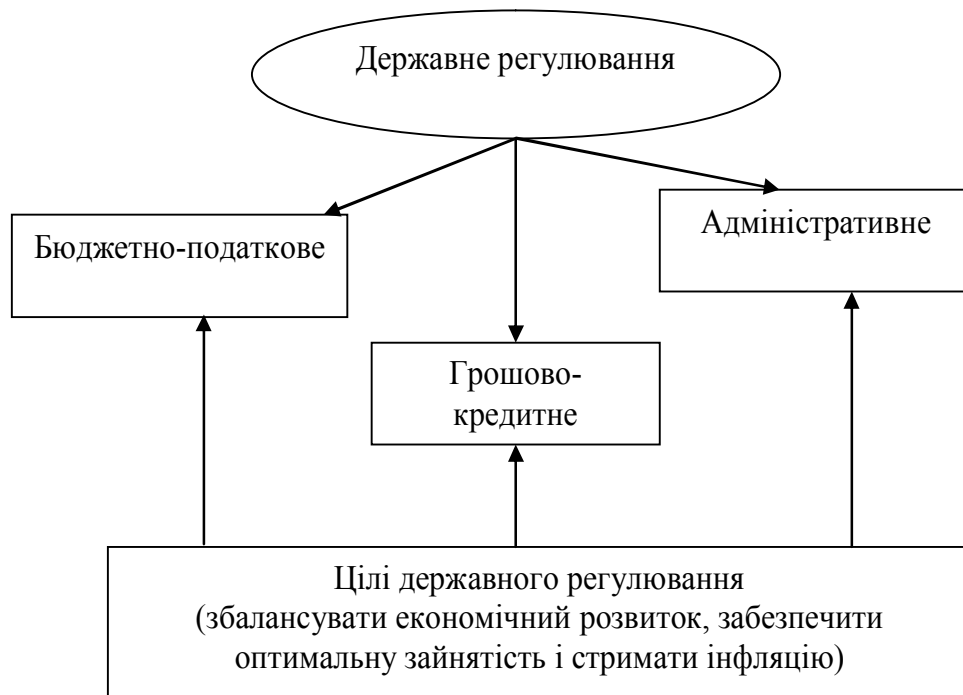 Державне регулювання
Бюджетно-податкове
Адміністративне
Грошово-
кредитне
Цілі державного регулювання
(збалансувати економічний розвиток, забезпечити
оптимальну зайнятість і стримати інфляцію)